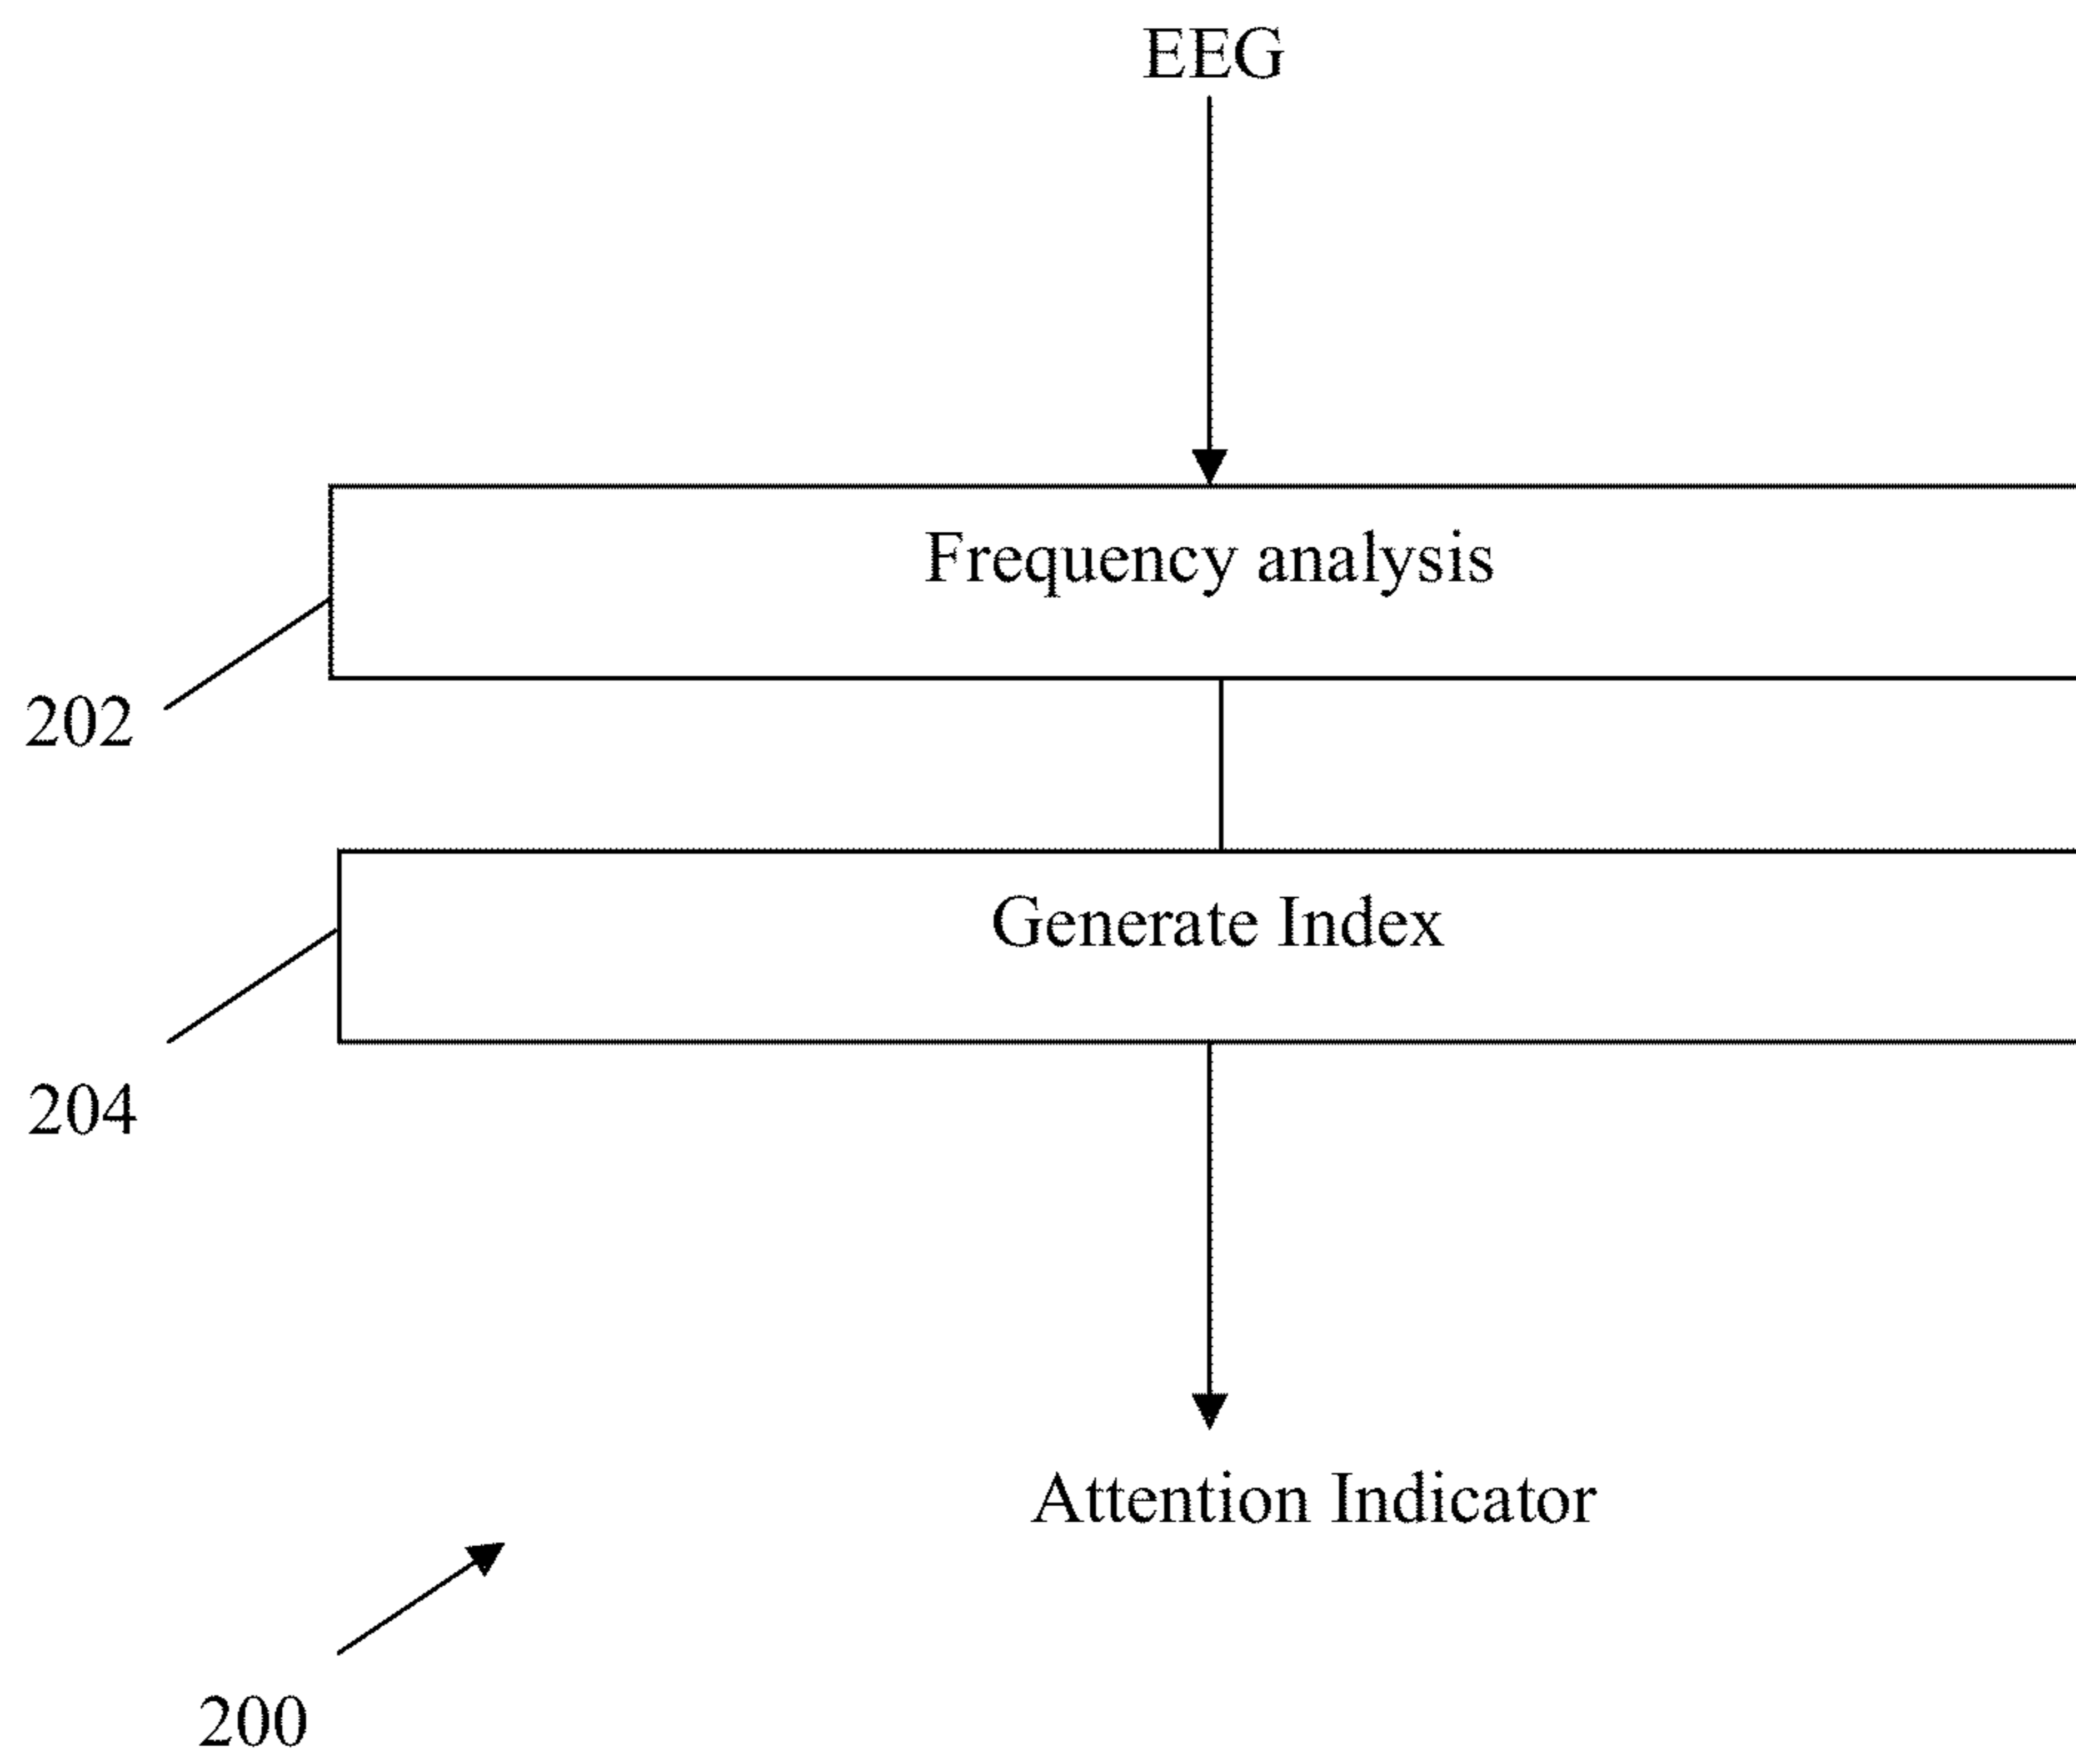 EEG
Frequency analysis
202
Generate Index
204
Attention Indicator
200